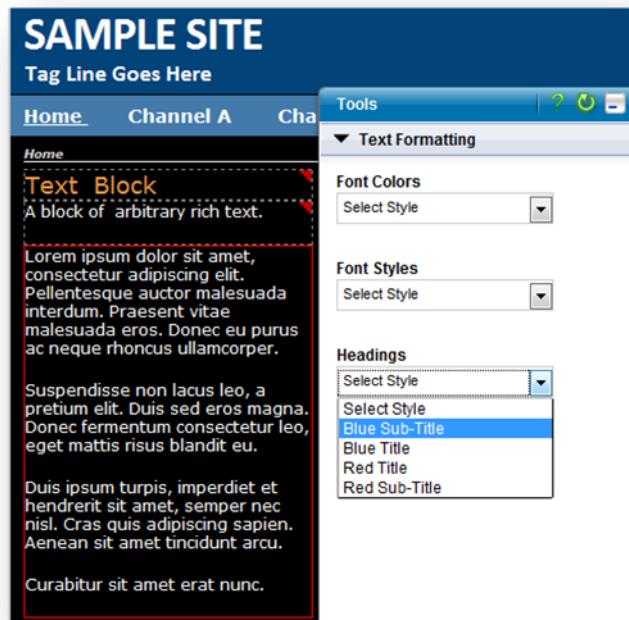 SAMPLE SITE
Tag Line Goes Here
Home
Channel A
Cha
Home
Text Block
A block of arbitrary rich text.
Lorem ipsum dolor sit amet,
consectetur adipiscing elit.
Pellentesque auctor malesuada
interdum. Praesent vitae
malesuada eros. Donec eu purus
ac neque rhoncus ullamcorper.
Suspendisse non lacus leo, a
pretium elit. Duis sed eros magna.
Donec fermentum consectetur leo,
eget mattis risus blandit eu.
Duis ipsum turpis, imperdiet et
hendrerit sit amet, semper nec
nisl. Cras quis adipiscing sapien.
Aenean sit amet tincidunt arcu.
Curabitur sit amet erat nunc.
Tools
?
Text Formatting
Font Colors
Select Style
Font Styles
Select Style
Headings
Select Style
Select Style
Blue Sub-Title
Blue Title
Red Title
Red Sub-Title